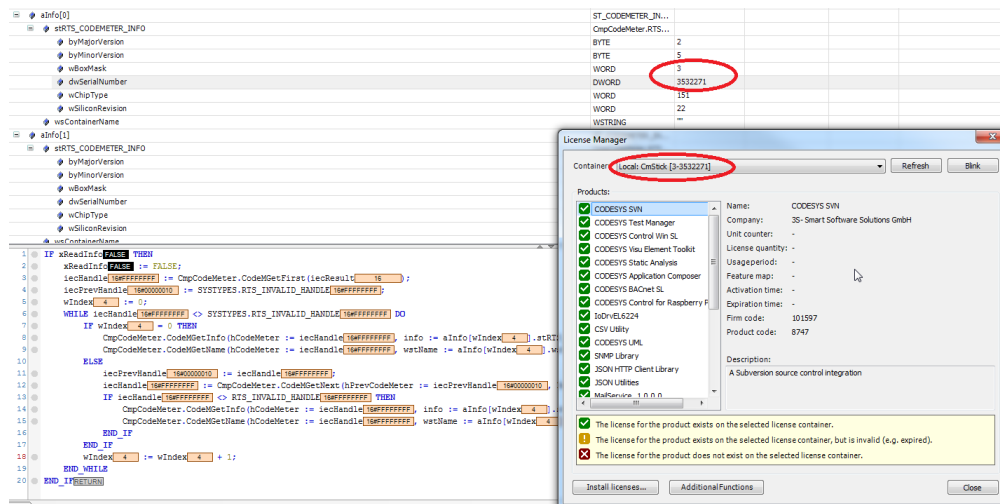 aInfo[0] ST_CODEMETER_IN...
stRTS_CODEMETER_INFO CmpCodeMeter.RTS...
byMajorVersion BYTE 2
byMinorVersion BYTE 5
wBoxMask WORD 3
dwSerialNumber DWORD 3532271
wChipType WORD 151
wSiliconRevision WORD 22
wsContainerName WSTRING ""
aInfo[1]
stRTS_CODEMETER_INFO
byMajorVersion
byMinorVersion
wBoxMask
dwSerialNumber
wChipType
wSiliconRevision
wsContainerName
1 IF xReadInfo FALSE THEN
2 xReadInfo FALSE := FALSE;
3 iecHandle 16#FFFFFFFF := CmpCodeMeter.CodeMGetFirst(iecResult 16 );
4 iecPrevHandle 16#00000010 := SYSTYPES.RTS_INVALID_HANDLE 16#FFFFFFFF ;
5 wIndex 4 := 0;
6 WHILE iecHandle 16#FFFFFFFF <> SYSTYPES.RTS_INVALID_HANDLE 16#FFFFFFFF DO
7 IF wIndex 4 = 0 THEN
8 CmpCodeMeter.CodeMGetInfo(hCodeMeter := iecHandle 16#FFFFFFFF , info := aInfo[wIndex 4 ].stRTS
9 CmpCodeMeter.CodeMGetName(hCodeMeter := iecHandle 16#FFFFFFFF , wstName := aInfo[wIndex 4 ].w
10 ELSE
11 iecPrevHandle 16#00000010 := iecHandle 16#FFFFFFFF ;
12 iecHandle 16#FFFFFFFF := CmpCodeMeter.CodeMGetNext(hPrevCodeMeter := iecPrevHandle 16#00000010 ,
13 IF iecHandle 16#FFFFFFFF <> RTS_INVALID_HANDLE 16#FFFFFFFF THEN
14 CmpCodeMeter.CodeMGetInfo(hCodeMeter := iecHandle 16#FFFFFFFF , info := aInfo[wIndex 4 ].
15 CmpCodeMeter.CodeMGetName(hCodeMeter := iecHandle 16#FFFFFFFF , wstName := aInfo[wIndex 4
16 END_IF
17 END_IF
18 wIndex 4 := wIndex 4 + 1;
19 END_WHILE
20 END_IF RETURN
License Manager
Container: Local: CmStick [3-3532271] Refresh Blink
Products:
CODESYS SVN
CODESYS Test Manager
CODESYS Control Win SL
CODESYS Visu Element Toolkit
CODESYS Static Analysis
CODESYS Application Composer
CODESYS BACnet SL
CODESYS Control for Raspberry P
IoDrvEL6224
CSV Utility
CODESYS UML
SNMP Library
JSON HTTP Client Library
JSON Utilities
MailService 1.0.0.0
Name: CODESYS SVN
Company: 3S- Smart Software Solutions GmbH
Unit counter: -
License quantity: -
Usageperiod: -
Feature map: -
Activation time: -
Expiration time: -
Firm code: 101597
Product code: 8747
Description:
A Subversion source control integration
The license for the product exists on the selected license container.
The license for the product exists on the selected license container, but is invalid (e.g. expired).
The license for the product does not exist on the selected license container.
Install licenses... AdditionalFunctions Close